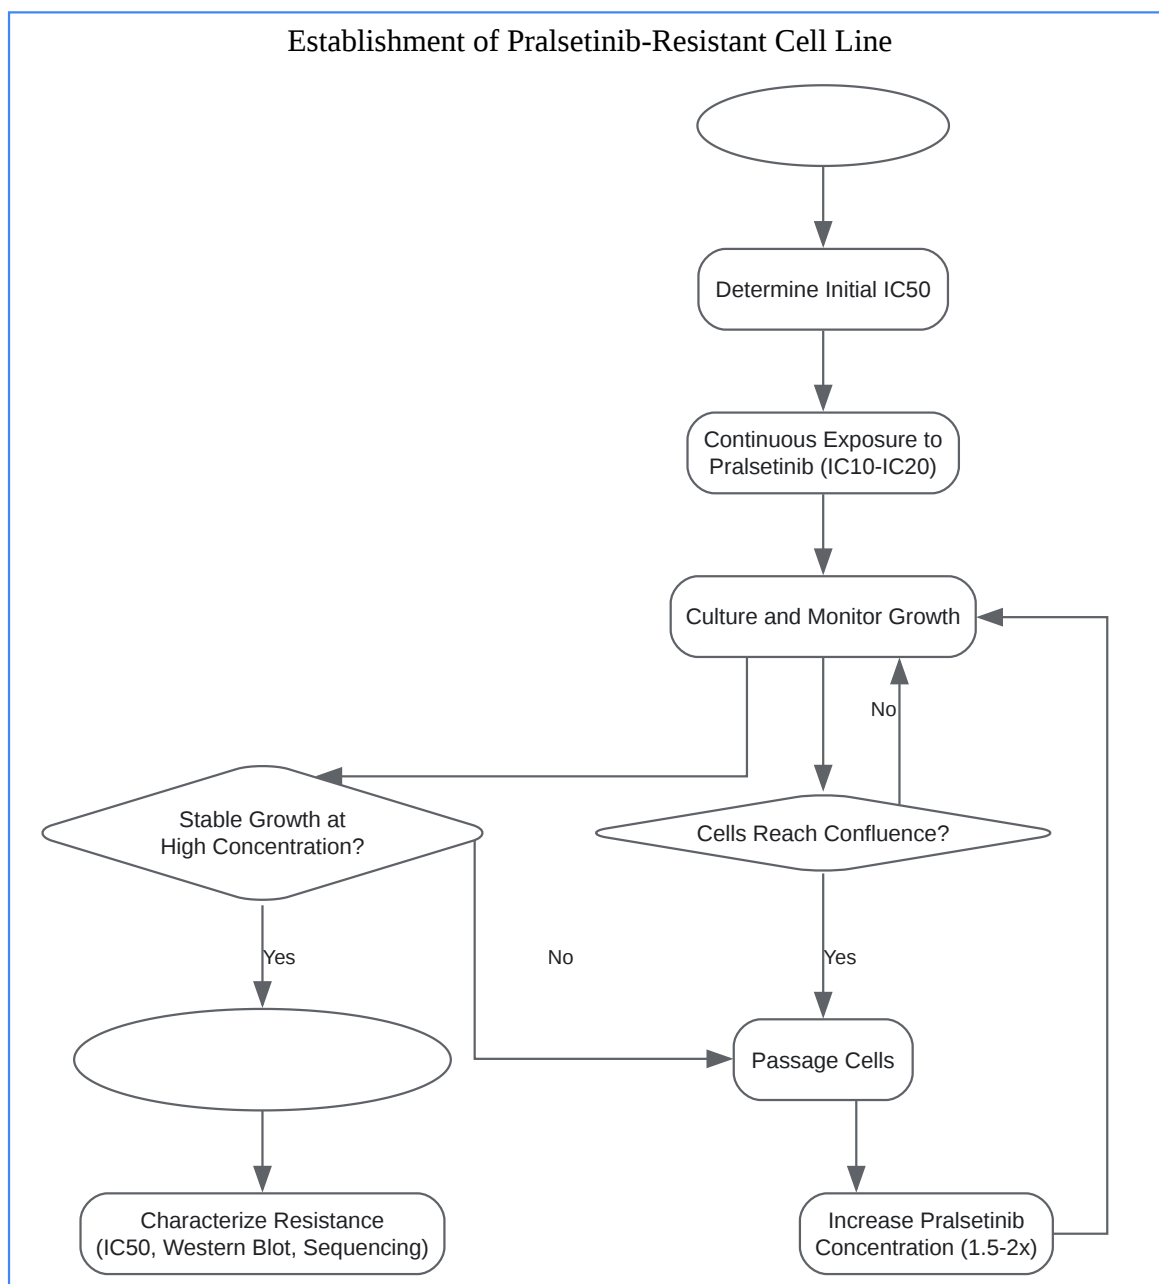 Establishment of Pralsetinib-Resistant Cell Line
Determine Initial IC50
Continuous Exposure to
Pralsetinib (IC10-IC20)
Culture and Monitor Growth
No
Stable Growth at
High Concentration?
Cells Reach Confluence?
Yes
No
Yes
Passage Cells
Characterize Resistance
(IC50, Western Blot, Sequencing)
Increase Pralsetinib
Concentration (1.5-2x)